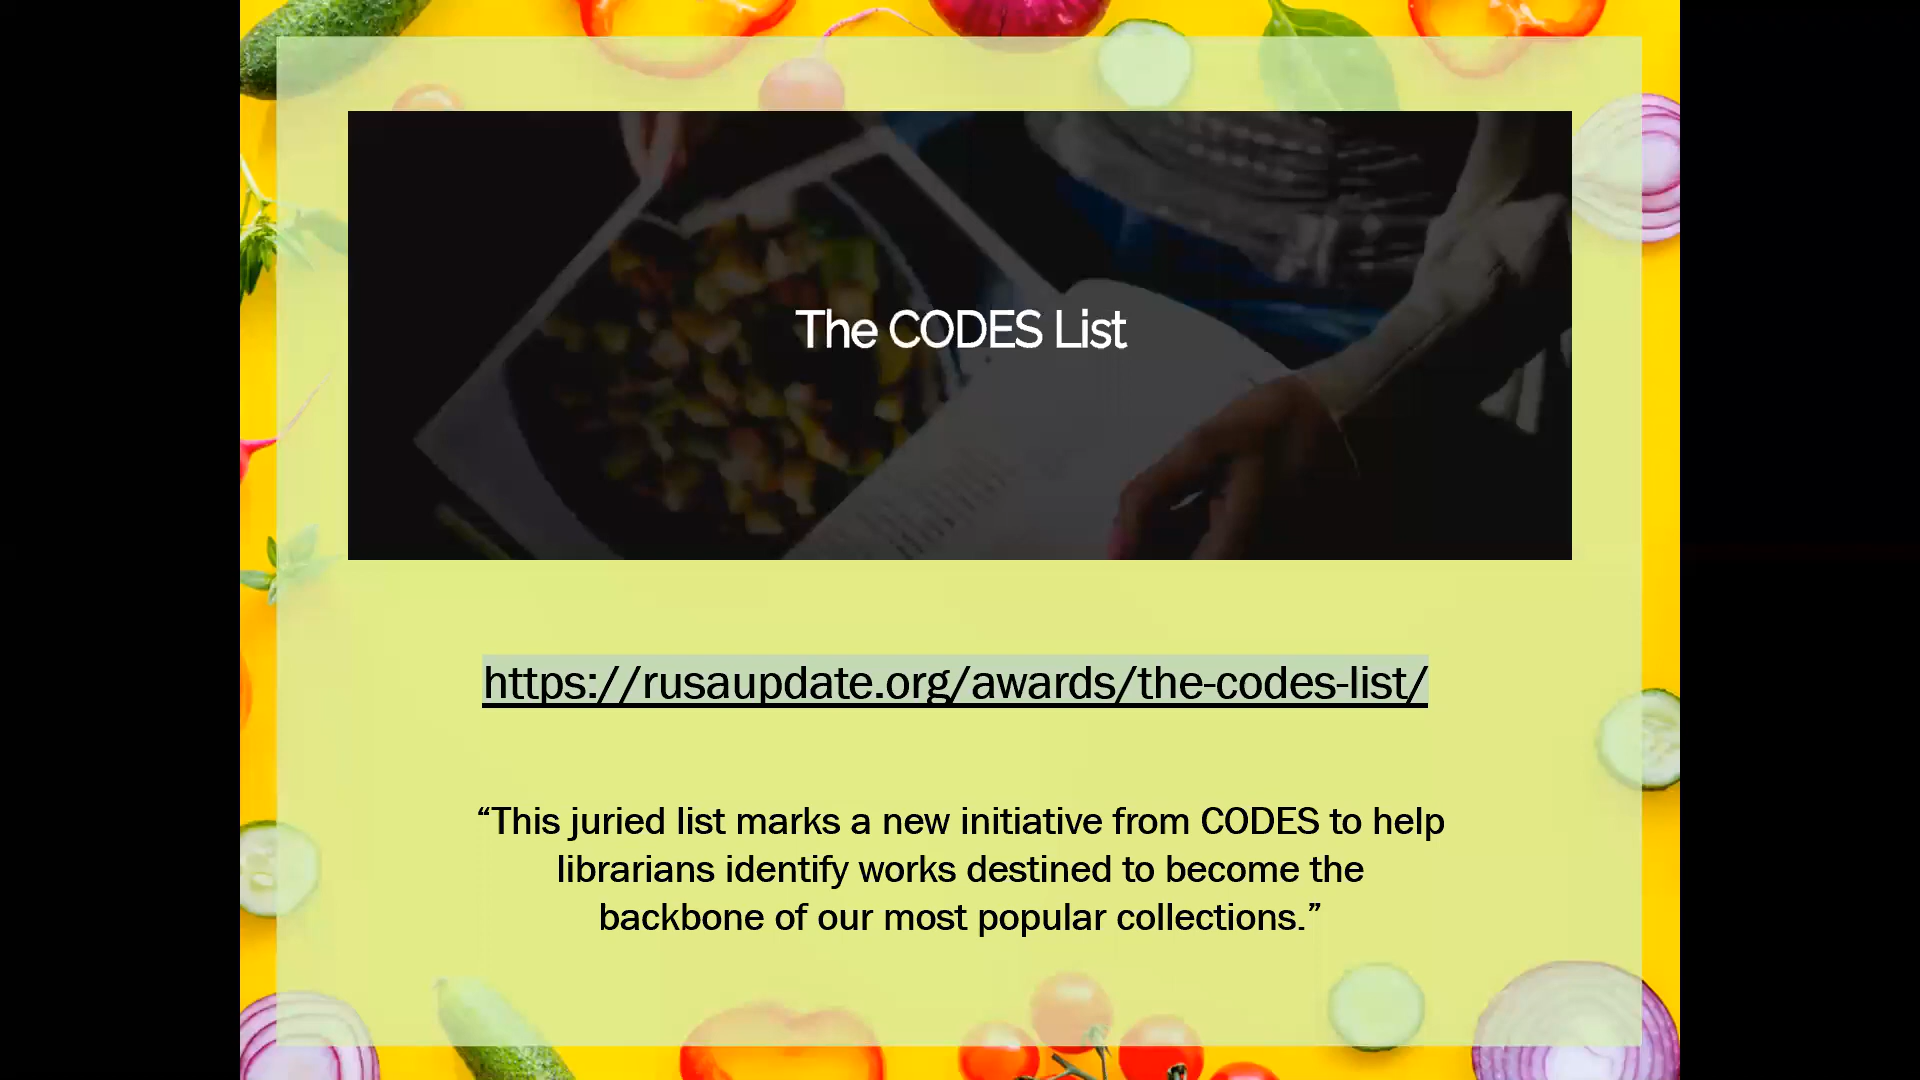 The CODES List
https://rusaupdate.org/awards/the-codes-list/
“This juried list marks a new initiative from CODES to help
librarians identify works destined to become the
backbone of our most popular collections.”